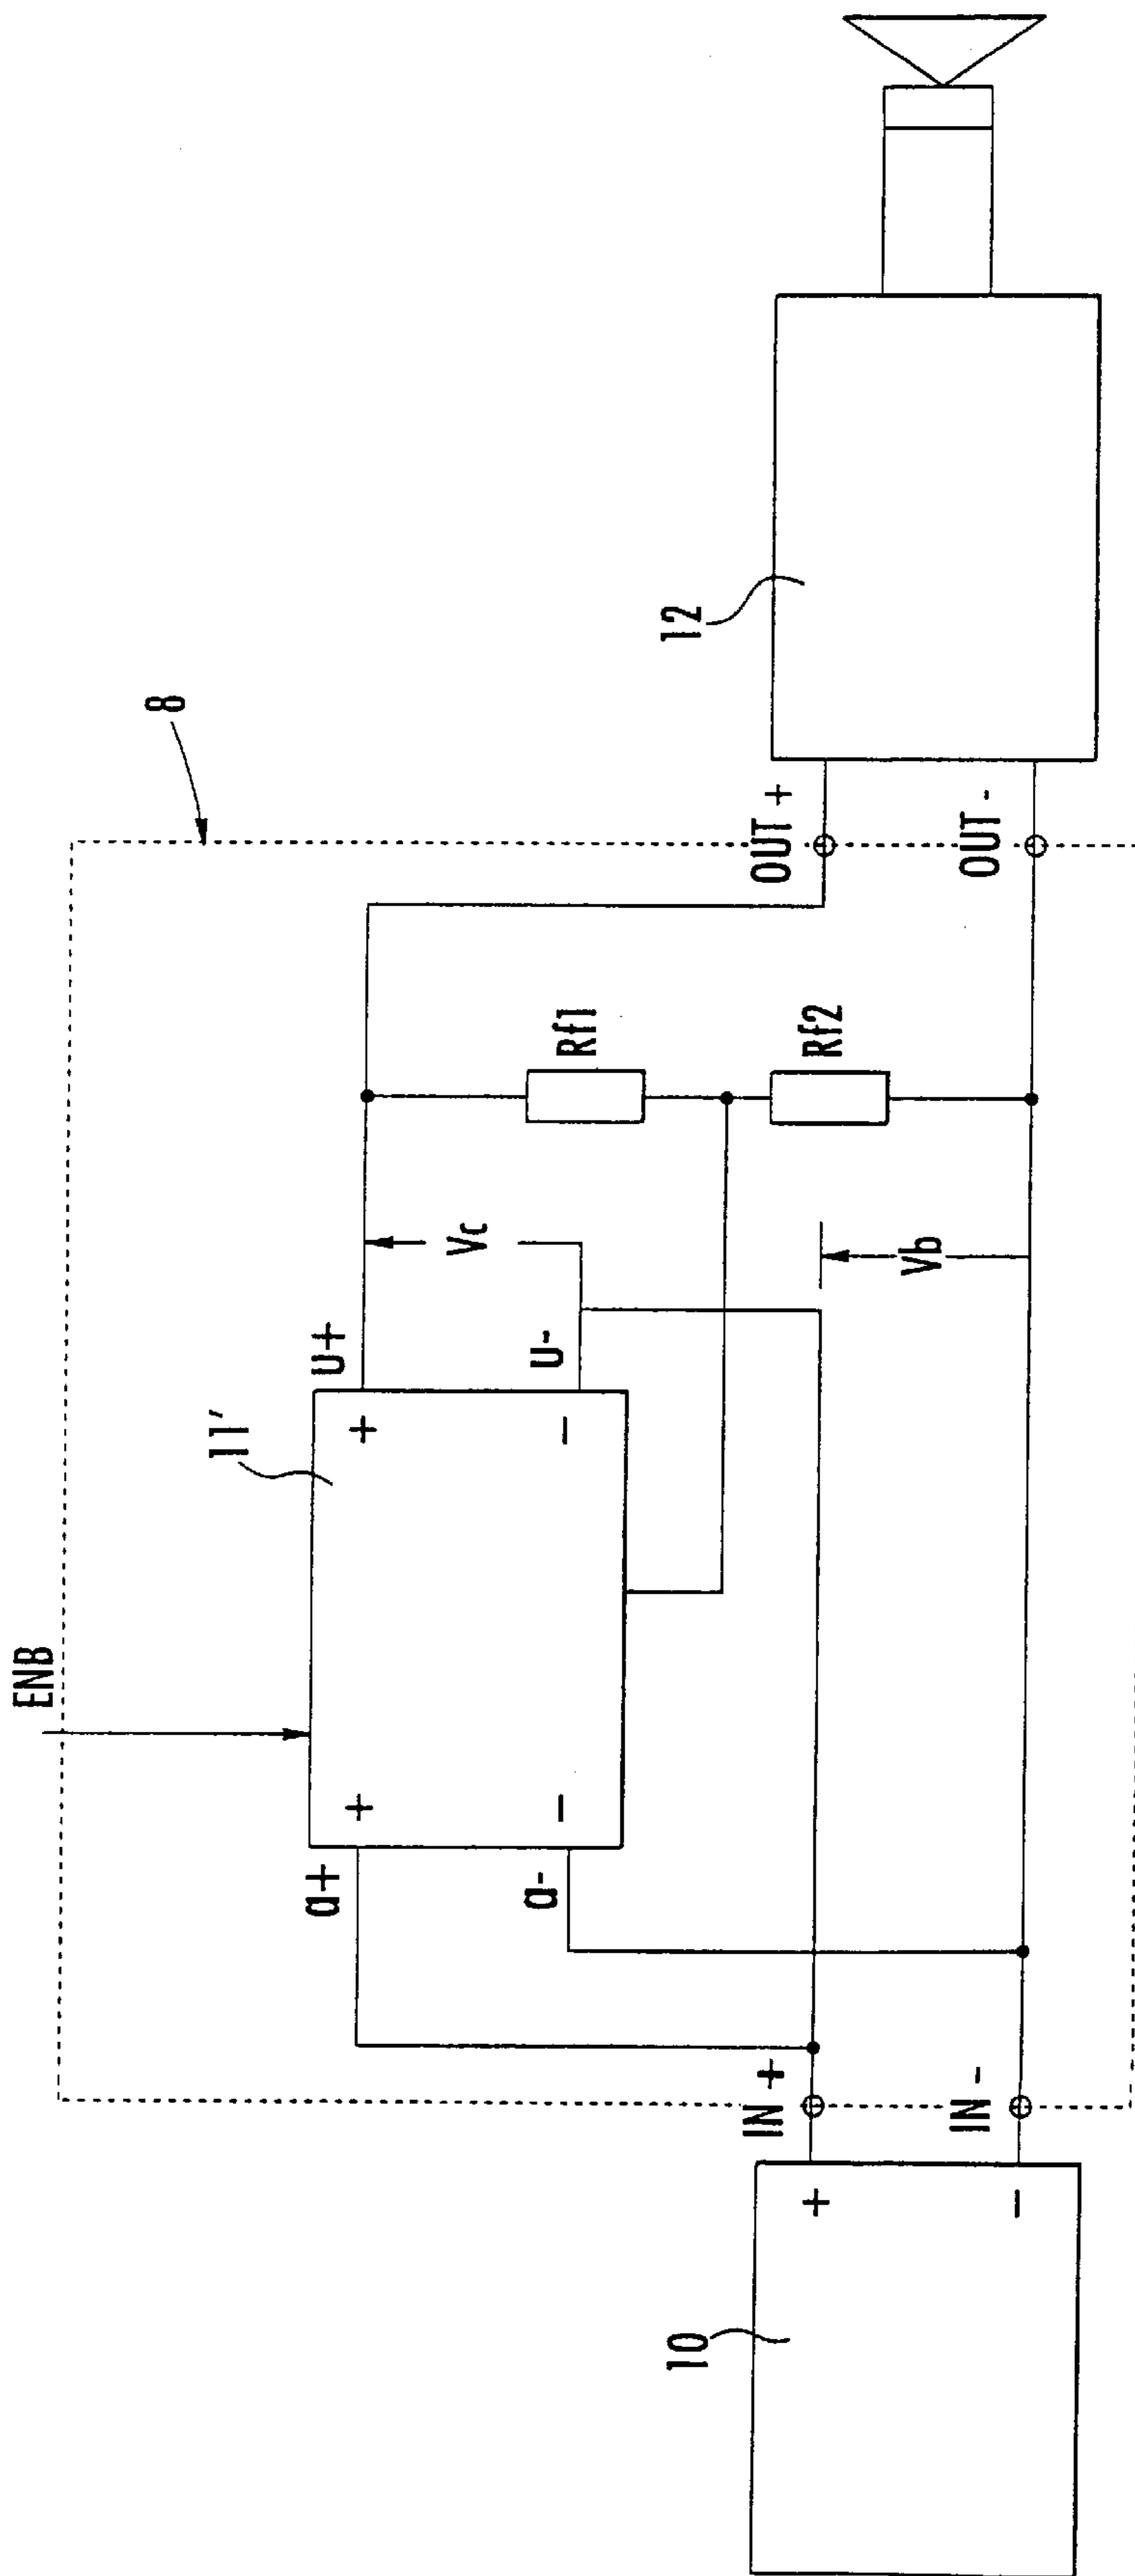 ENB
8
11′
a+
+
+
u+
a-
−
−
u-
Vc
Rf1
Rf2
Vb
10
+
−
IN +
IN -
OUT +
OUT -
12